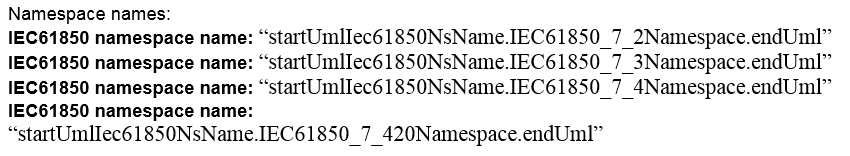 Namespace names:
IEC61850 namespace name: “startUmlIec61850NsName.IEC61850_7_2Namespace.endUml”
IEC61850 namespace name: “startUmlIec61850NsName.IEC61850_7_3Namespace.endUml”
IEC61850 namespace name: “startUmlIec61850NsName.IEC61850_7_4Namespace.endUml”
IEC61850 namespace name:
“startUmlIec61850NsName.IEC61850_7_420Namespace.endUml”